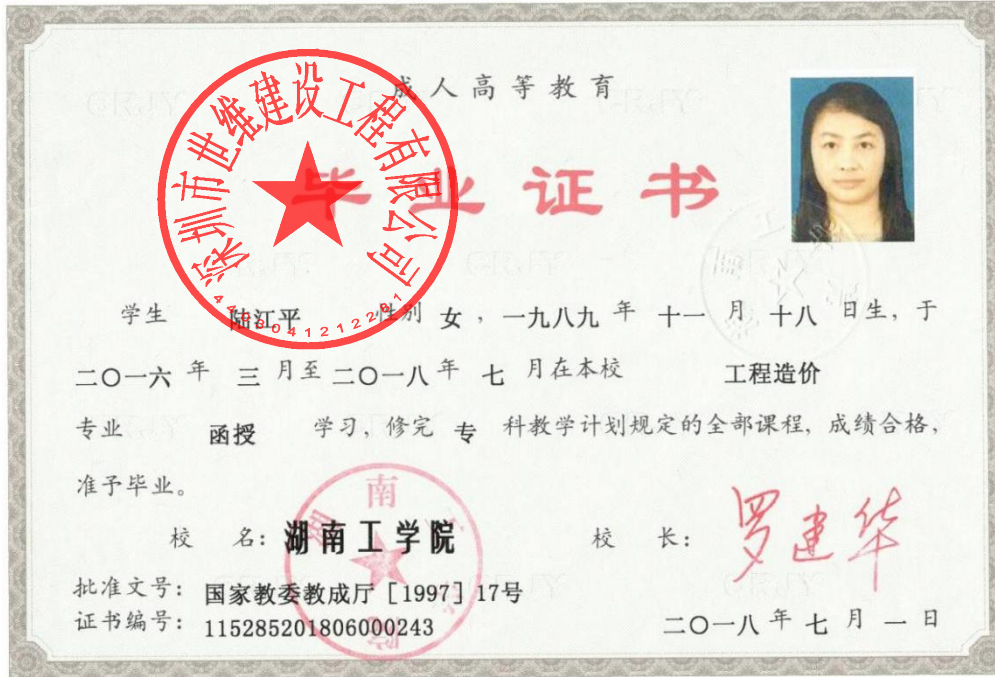 成人高等教育
毕业证书
深圳市世维建设工程有限公司
学生 陆江平 性别 女，一九八九年 十一月 十八日生，于
二〇一六年 三月至二〇一八年 七月在本校 工程造价
专业 函授 学习，修完 专 科教学计划规定的全部课程，成绩合格，
准予毕业。
校 名：湖南工学院 校 长：罗建华
批准文号：国家教委教成厅［1997］17号
证书编号：115285201806000243
二〇一八年 七月 一日